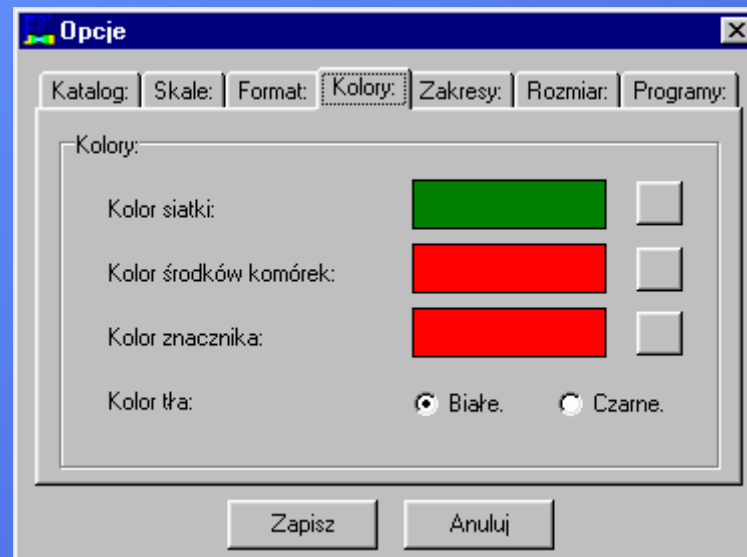 Opcje
Katalog: Skale: Format: Kolory: Zakresy: Rozmiar: Programy:
Kolory:
Kolor siatki:
Kolor środków komórek:
Kolor znacznika:
Kolor tła: Białe. Czarne.
Zapisz Anuluj